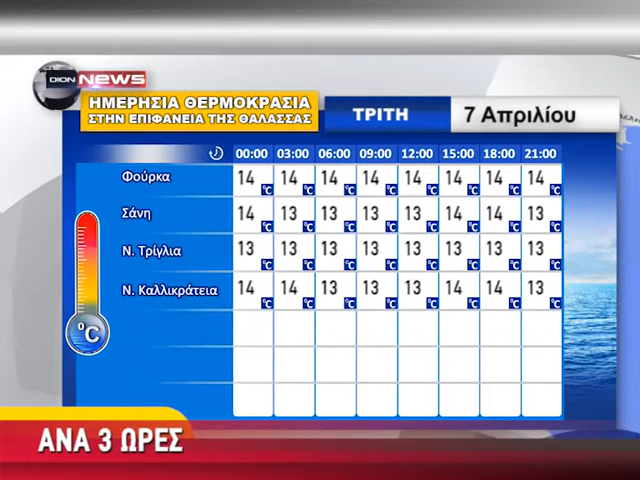 DION NEWS
ΗΜΕΡΗΣΙΑ ΘΕΡΜΟΚΡΑΣΙΑ
ΣΤΗΝ ΕΠΙΦΑΝΕΙΑ ΤΗΣ ΘΑΛΑΣΣΑΣ
ΤΡΙΤΗ 7 Απριλίου
00:00 03:00 06:00 09:00 12:00 15:00 18:00 21:00
Φούρκα 14 °C 14 °C 14 °C 14 °C 14 °C 14 °C 14 °C 14 °C
Σάνη 14 °C 13 °C 13 °C 13 °C 13 °C 14 °C 14 °C 13 °C
Ν. Τρίγλια 13 °C 13 °C 13 °C 13 °C 13 °C 13 °C 13 °C 13 °C
Ν. Καλλικράτεια 14 °C 14 °C 13 °C 13 °C 13 °C 14 °C 14 °C 13 °C
°C
ΑΝΑ 3 ΩΡΕΣ